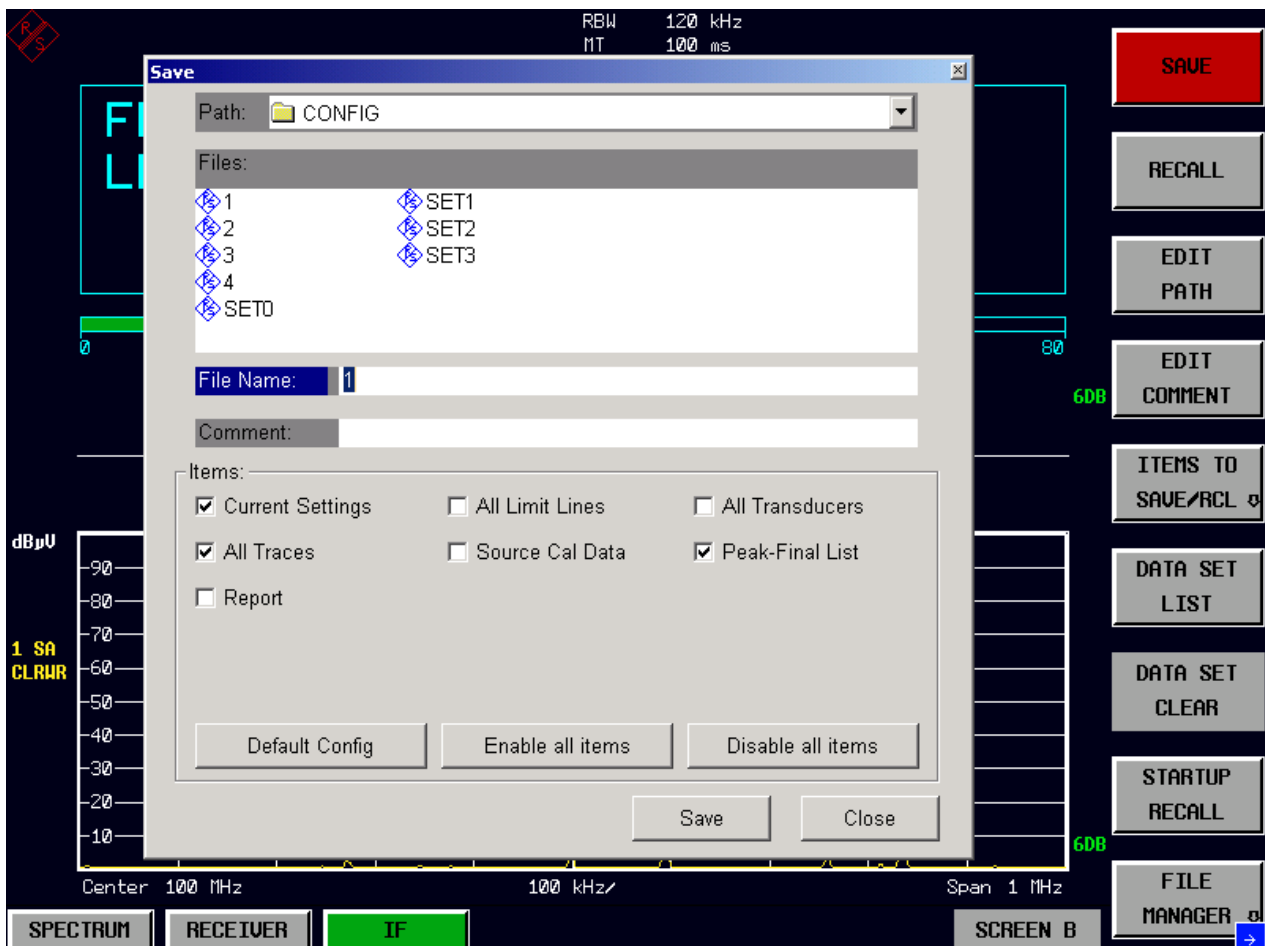 RBW 120 kHz
MT 100 ms
R S
SAVE
Save
Path: CONFIG
Files:
1
2
3
4
SET0
SET1
SET2
SET3
File Name: 1
Comment:
Items:
Current Settings
All Limit Lines
All Transducers
All Traces
Source Cal Data
Peak-Final List
Report
Default Config
Enable all items
Disable all items
Save
Close
0
80
6DB
dBµV
1 SA
CLRWR
-90
-80
-70
-60
-50
-40
-30
-20
-10
6DB
Center 100 MHz
100 kHz/
Span 1 MHz
SPECTRUM
RECEIVER
IF
SCREEN B
RECALL
EDIT
PATH
EDIT
COMMENT
ITEMS TO
SAVE/RCL
DATA SET
LIST
DATA SET
CLEAR
STARTUP
RECALL
FILE
MANAGER